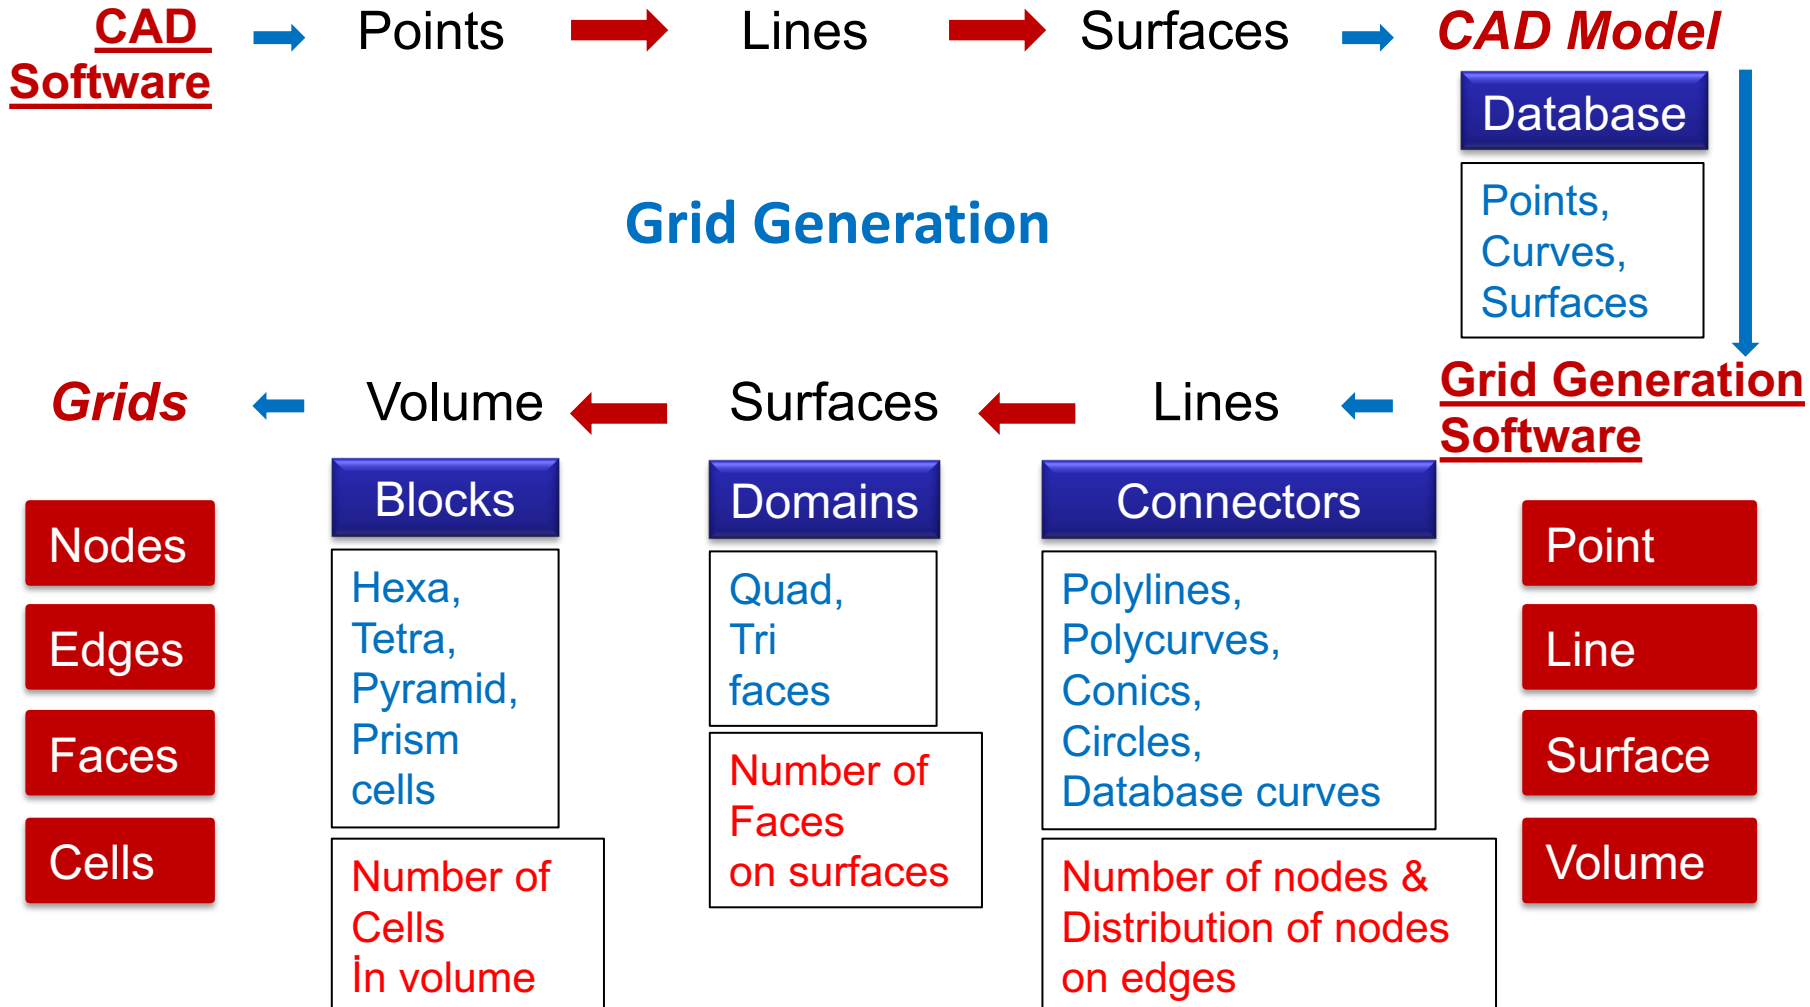 CAD
Software
Points
Lines
Surfaces
CAD Model
Database
Points,
Curves,
Surfaces
Grid Generation
Grids
Volume
Surfaces
Lines
Grid Generation
Software
Nodes
Edges
Faces
Cells
Blocks
Hexa,
Tetra,
Pyramid,
Prism
cells
Number of
Cells
İn volume
Domains
Quad,
Tri
faces
Number of
Faces
on surfaces
Connectors
Polylines,
Polycurves,
Conics,
Circles,
Database curves
Number of nodes &
Distribution of nodes
on edges
Point
Line
Surface
Volume